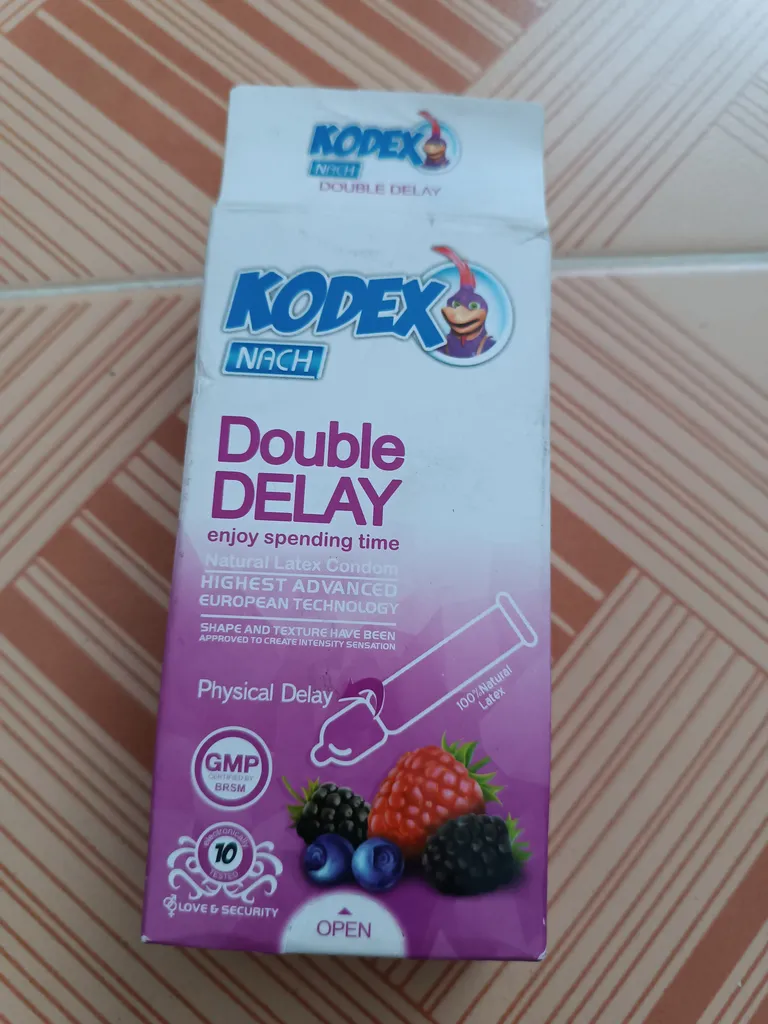 KODEX
NACH
DOUBLE DELAY
KODEX
NACH
Double
DELAY
enjoy spending time
Natural Latex Condom
HIGHEST ADVANCED
EUROPEAN TECHNOLOGY
SHAPE AND TEXTURE HAVE BEEN
APPROVED TO CREATE INTENSITY SENSATION
Physical Delay
100% Natural
Latex
GMP
CERTIFIED BY
BRSM
electronically
10
TESTED
LOVE & SECURITY
OPEN